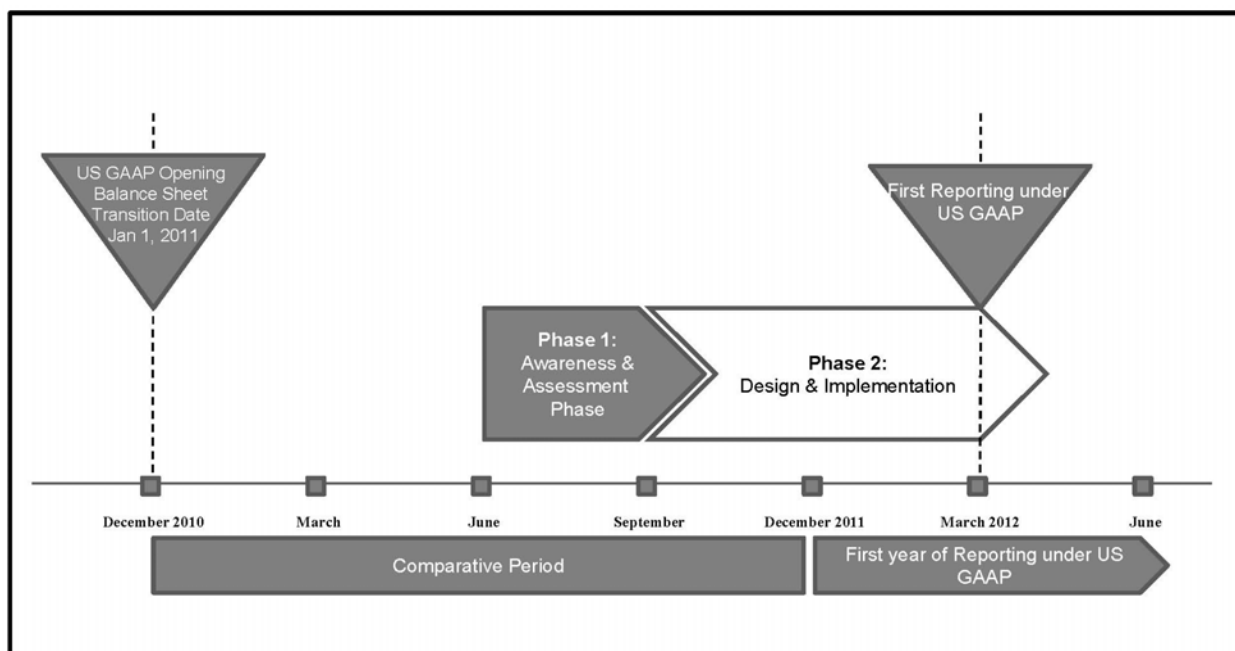 US GAAP Opening
Balance Sheet
Transition Date
Jan 1, 2011
First Reporting under
US GAAP
Phase 1:
Awareness &
Assessment
Phase
Phase 2:
Design & Implementation
December 2010
March
June
September
December 2011
March 2012
June
Comparative Period
First year of Reporting under US
GAAP